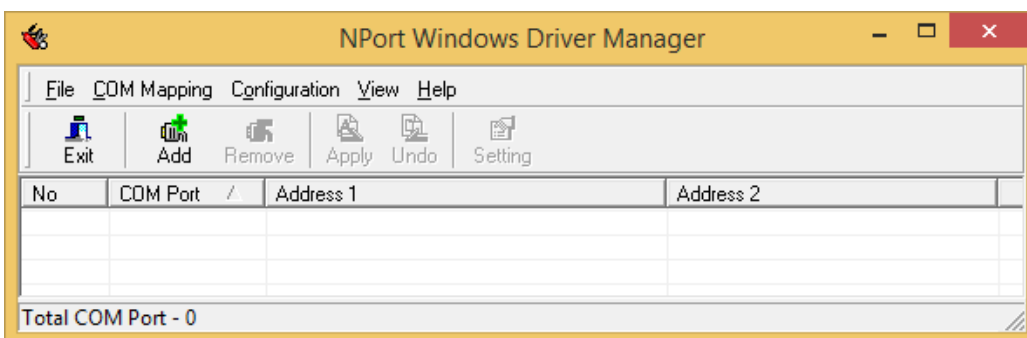 NPort Windows Driver Manager
File COM Mapping Configuration View Help
Exit Add Remove Apply Undo Setting
No COM Port Address 1 Address 2
Total COM Port - 0